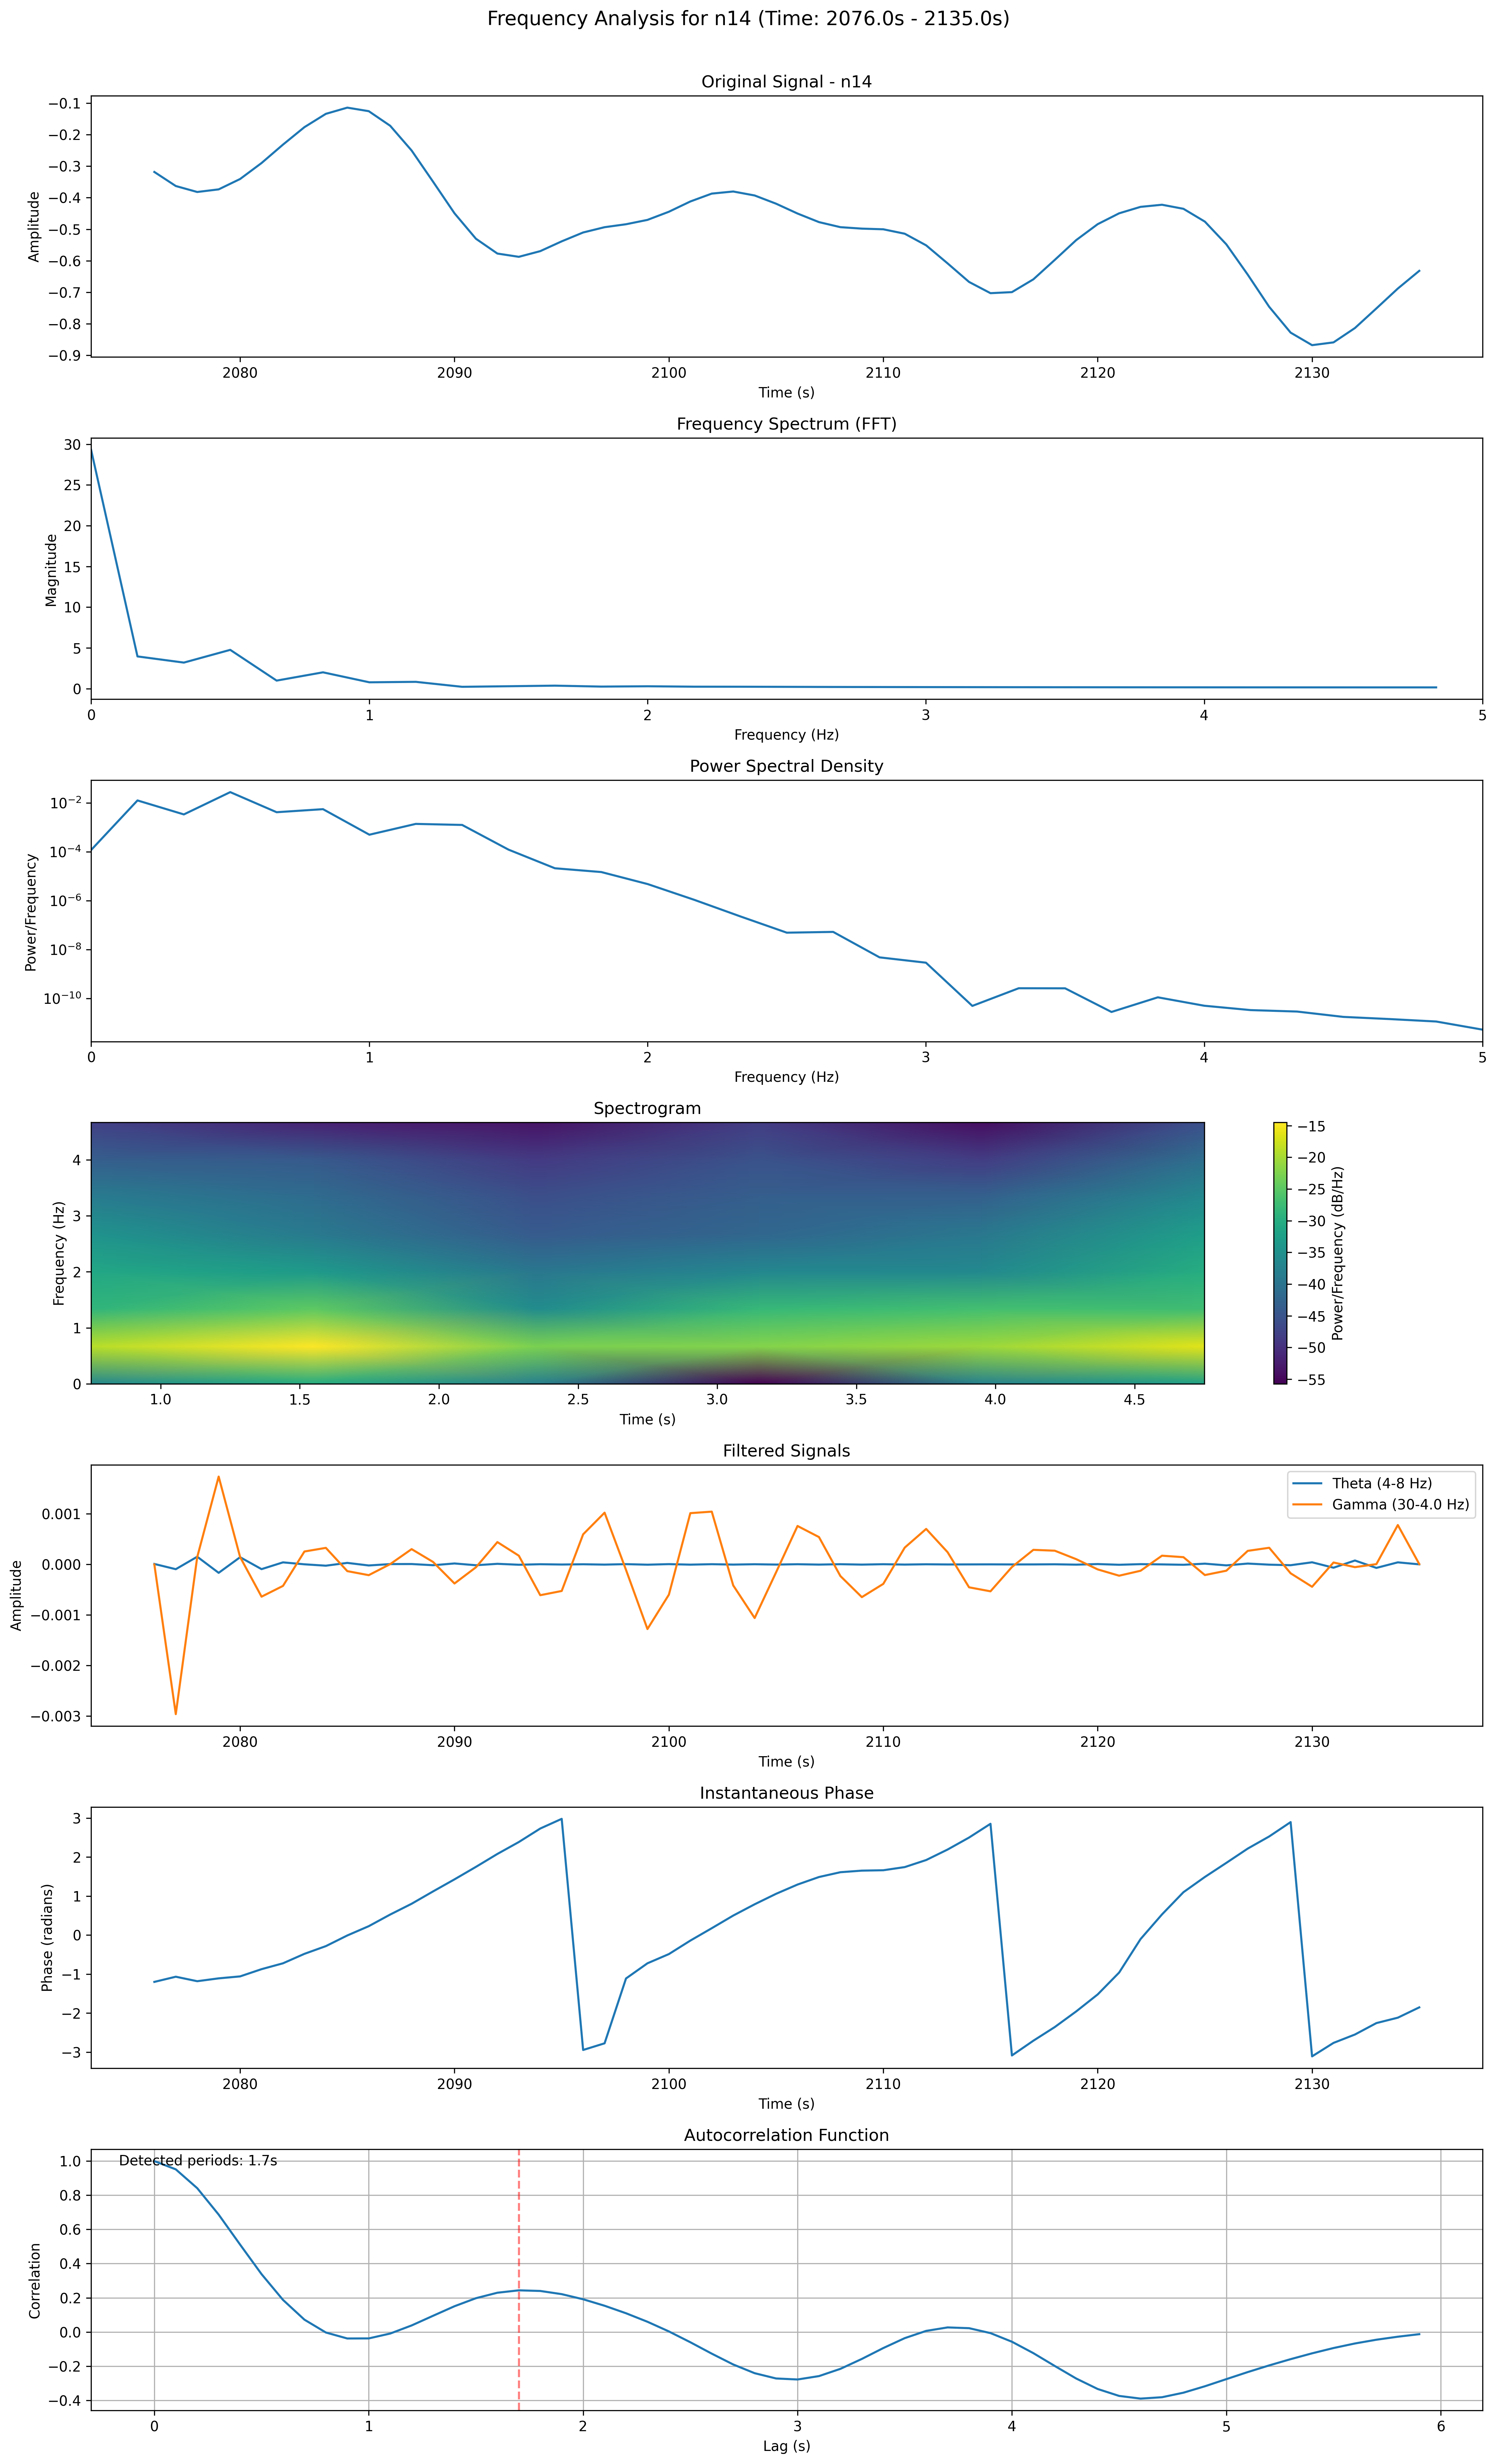 Frequency Analysis for n14 (Time: 2076.0s - 2135.0s)
Original Signal - n14
−0.1
−0.2
−0.3
−0.4
−0.5
−0.6
−0.7
−0.8
−0.9
Amplitude
2080 2090 2100 2110 2120 2130
Time (s)
Frequency Spectrum (FFT)
30
25
20
15
10
5
0
Magnitude
0 1 2 3 4 5
Frequency (Hz)
Power Spectral Density
10⁻²
10⁻⁴
10⁻⁶
10⁻⁸
10⁻¹⁰
Power/Frequency
0 1 2 3 4 5
Frequency (Hz)
Spectrogram
4
3
2
1
0
Frequency (Hz)
1.0 1.5 2.0 2.5 3.0 3.5 4.0 4.5
Time (s)
−15
−20
−25
−30
−35
−40
−45
−50
−55
Power/Frequency (dB/Hz)
Filtered Signals
Theta (4-8 Hz)
Gamma (30-4.0 Hz)
0.001
0.000
−0.001
−0.002
−0.003
Amplitude
2080 2090 2100 2110 2120 2130
Time (s)
Instantaneous Phase
3
2
1
0
−1
−2
−3
Phase (radians)
2080 2090 2100 2110 2120 2130
Time (s)
Autocorrelation Function
Detected periods: 1.7s
1.0
0.8
0.6
0.4
0.2
0.0
−0.2
−0.4
Correlation
0 1 2 3 4 5 6
Lag (s)